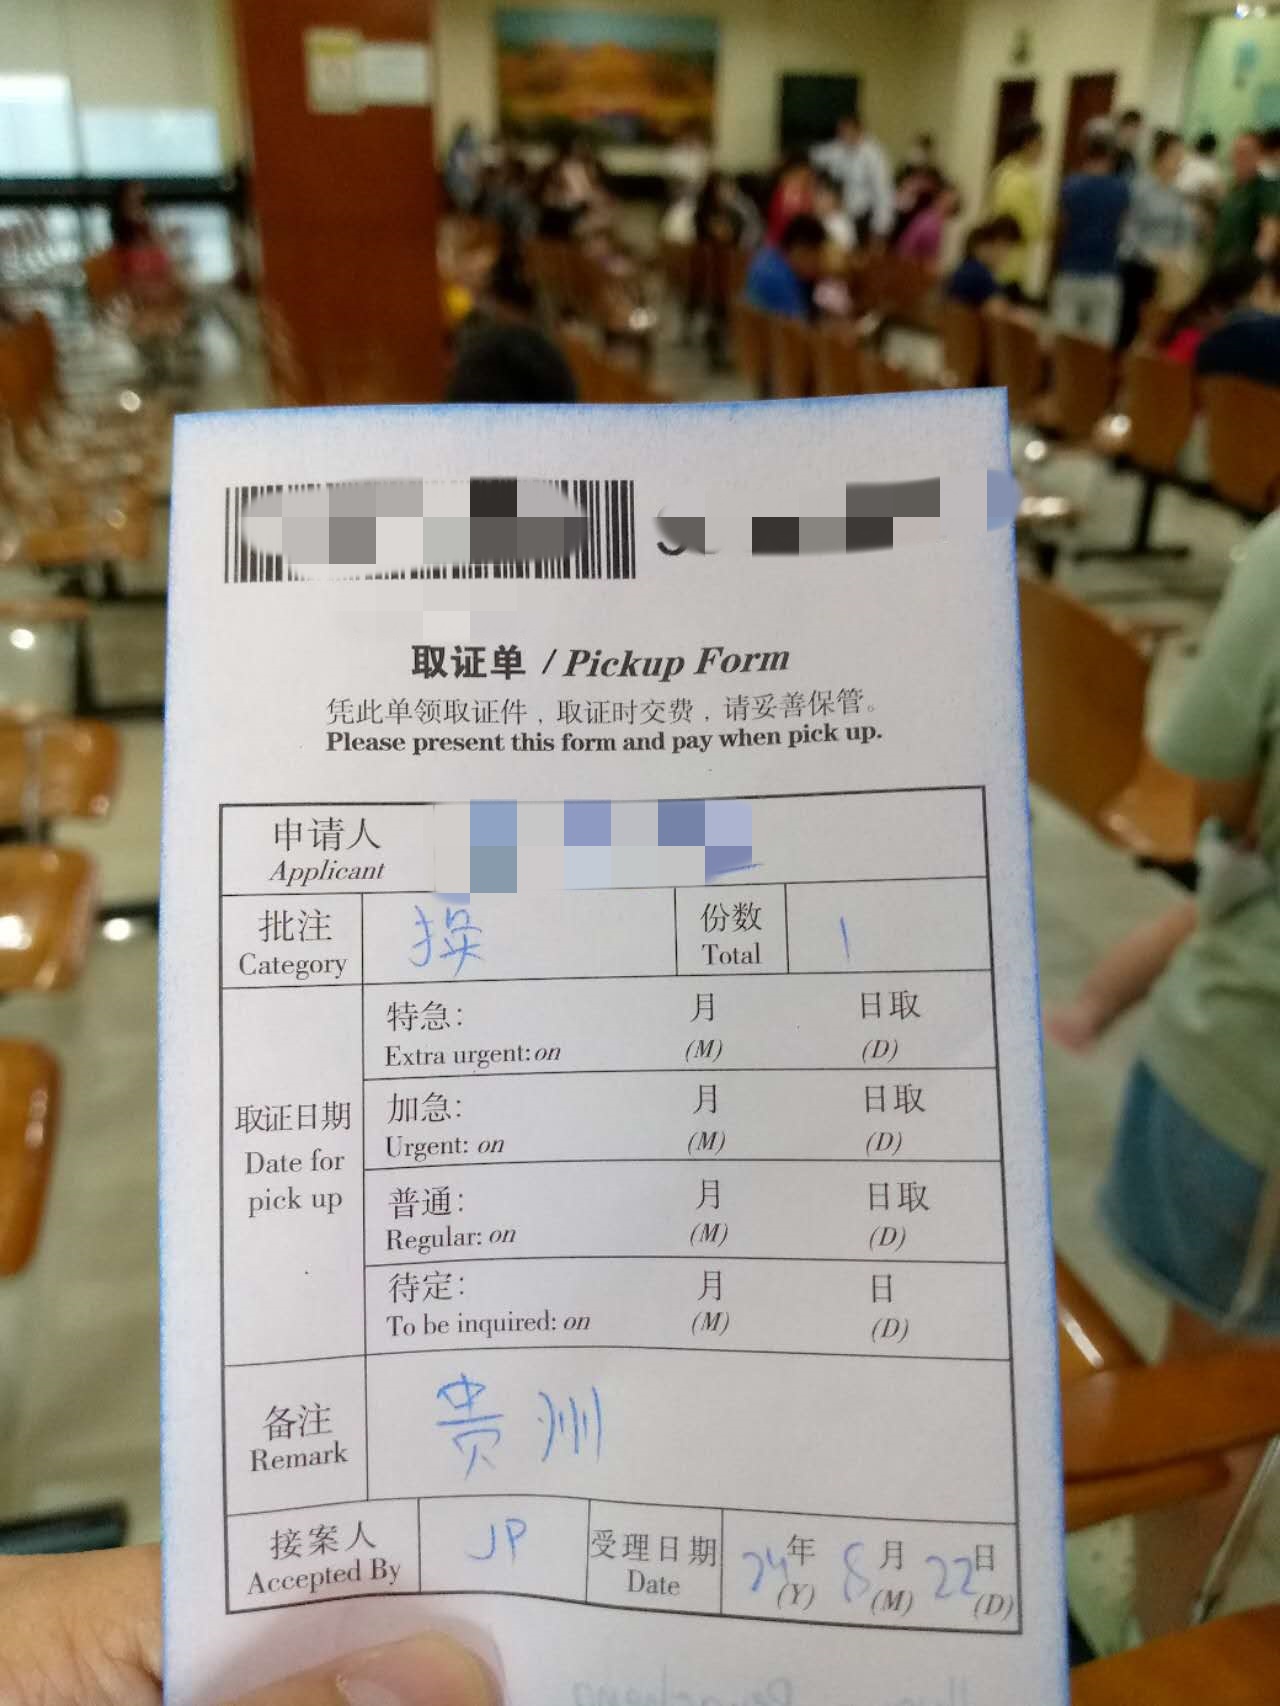 取证单 / Pickup Form
凭此单领取证件，取证时交费，请妥善保管。
Please present this form and pay when pick up.
申请人
Applicant
批注 换 份数 1
Category Total
特急： 月 日取
Extra urgent: on (M) (D)
加急： 月 日取
Urgent: on (M) (D)
取证日期
Date for
pick up
普通： 月 日取
Regular: on (M) (D)
待定： 月 日
To be inquired: on (M) (D)
备注 贵州
Remark
接案人 JP 受理日期 24年 8月 22日
Accepted By Date (Y) (M) (D)